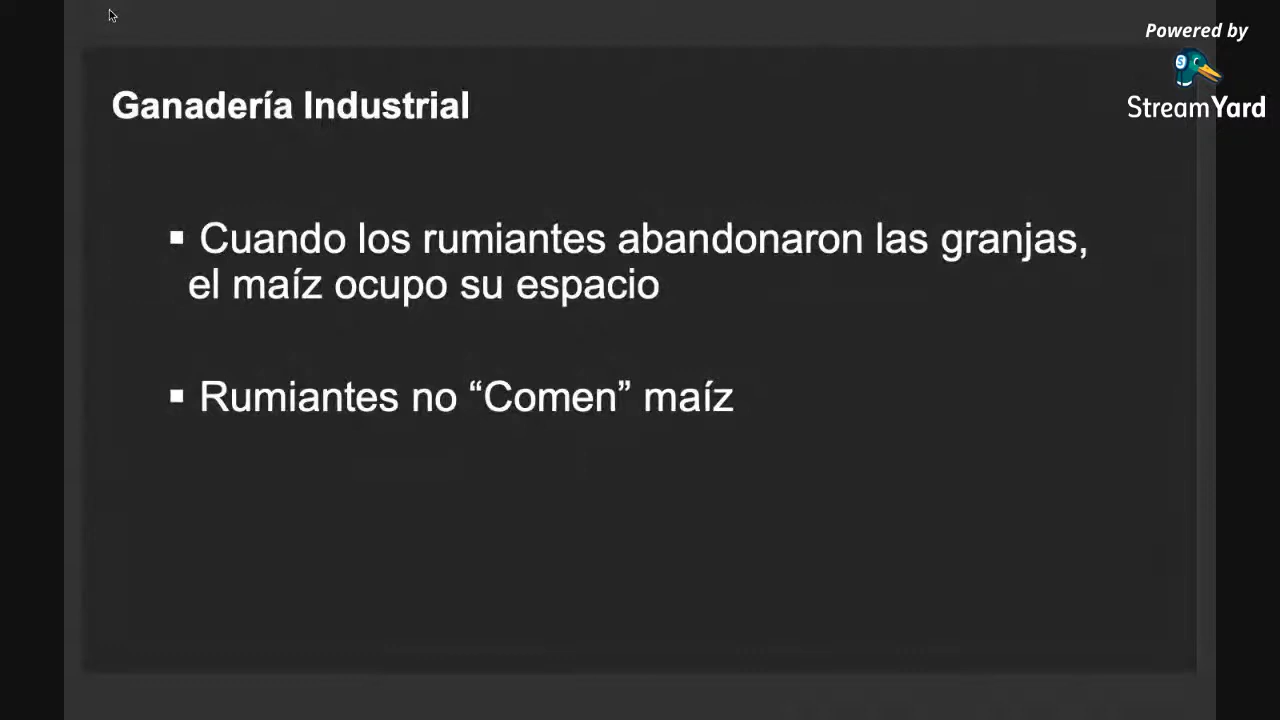 Powered by
StreamYard
Ganadería Industrial
▪ Cuando los rumiantes abandonaron las granjas,
el maíz ocupo su espacio
▪ Rumiantes no “Comen” maíz